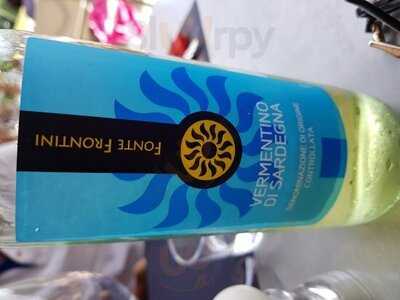 FONTE FRONTINI
VERMENTINO
DI SARDEGNA
DENOMINAZIONE DI ORIGINE
CONTROLLATA